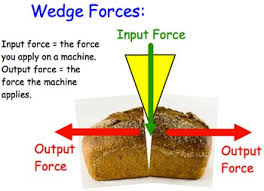 Wedge Forces:
Input force = the force
you apply on a machine.
Output force = the
force the machine
applies.
Input Force
Output
Force
Output
Force